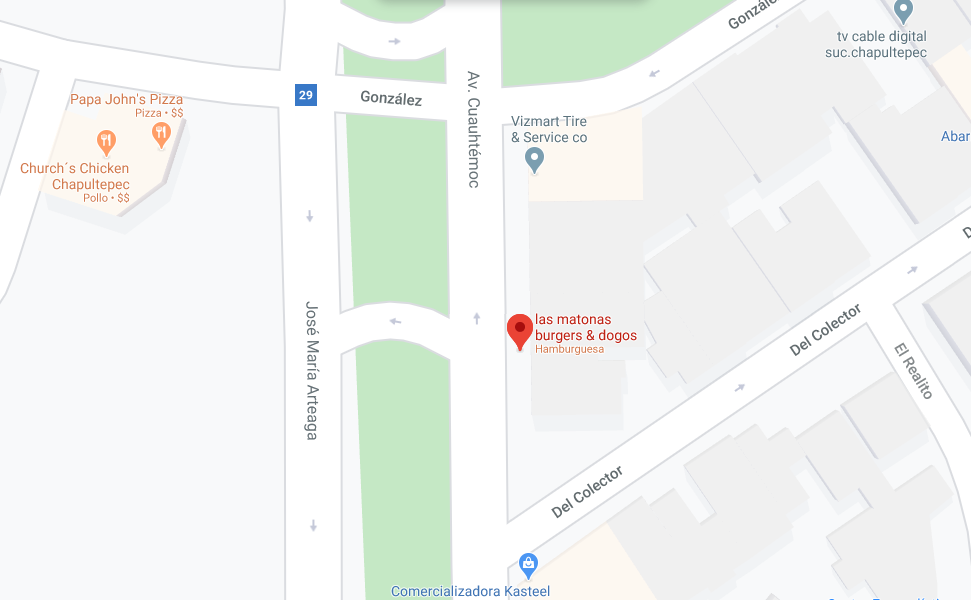 González
tv cable digital
suc.chapultepec
Av. Cuauhtémoc
29
González
Papa John's Pizza
Pizza • $$
Church´s Chicken
Chapultepec
Pollo • $$
Vizmart Tire
& Service co
Abar
José María Arteaga
las matonas
burgers & dogos
Hamburguesa
Del Colector
El Realito
Del Colector
Comercializadora Kasteel